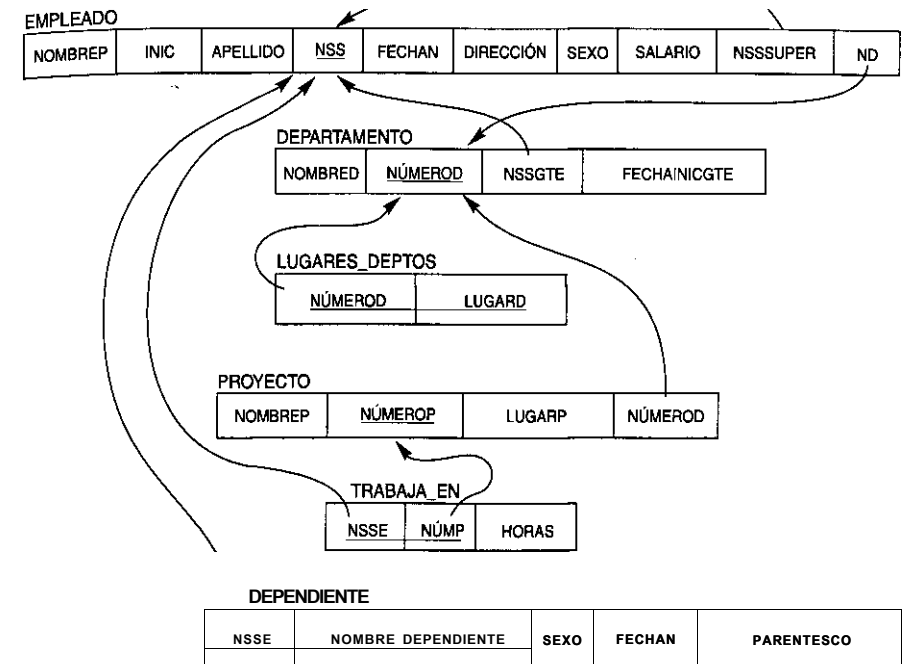 EMPLEADO
NOMBREP INIC APELLIDO NSS FECHAN DIRECCIÓN SEXO SALARIO NSSSUPER ND
DEPARTAMENTO
NOMBRED NÚMEROD NSSGTE FECHAINICGTE
LUGARES_DEPTOS
NÚMEROD LUGARD
PROYECTO
NOMBREP NÚMEROP LUGARP NÚMEROD
TRABAJA_EN
NSSE NÚMP HORAS
DEPENDIENTE
NSSE NOMBRE DEPENDIENTE SEXO FECHAN PARENTESCO